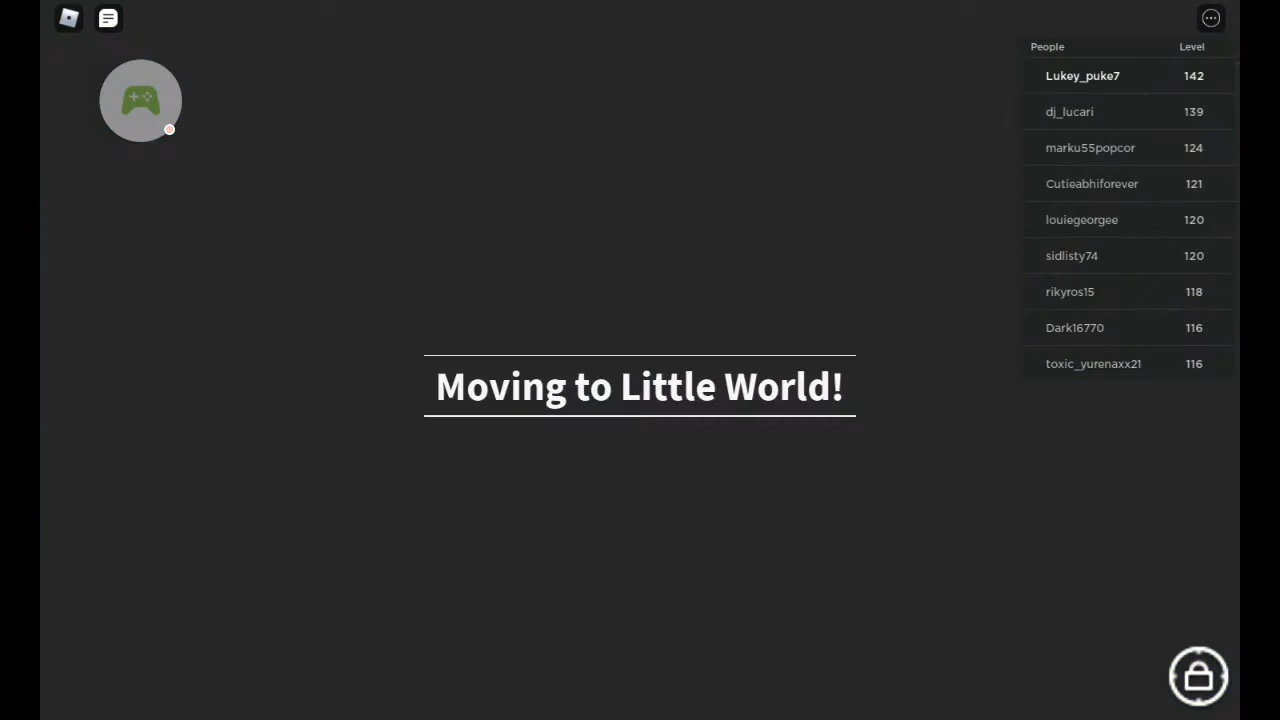 People Level
Lukey_puke7 142
dj_lucari 139
marku55popcor 124
Cutieabhiforever 121
louiegeorgee 120
sidlisty74 120
rikyros15 118
Dark16770 116
toxic_yurenaxx21 116
Moving to Little World!